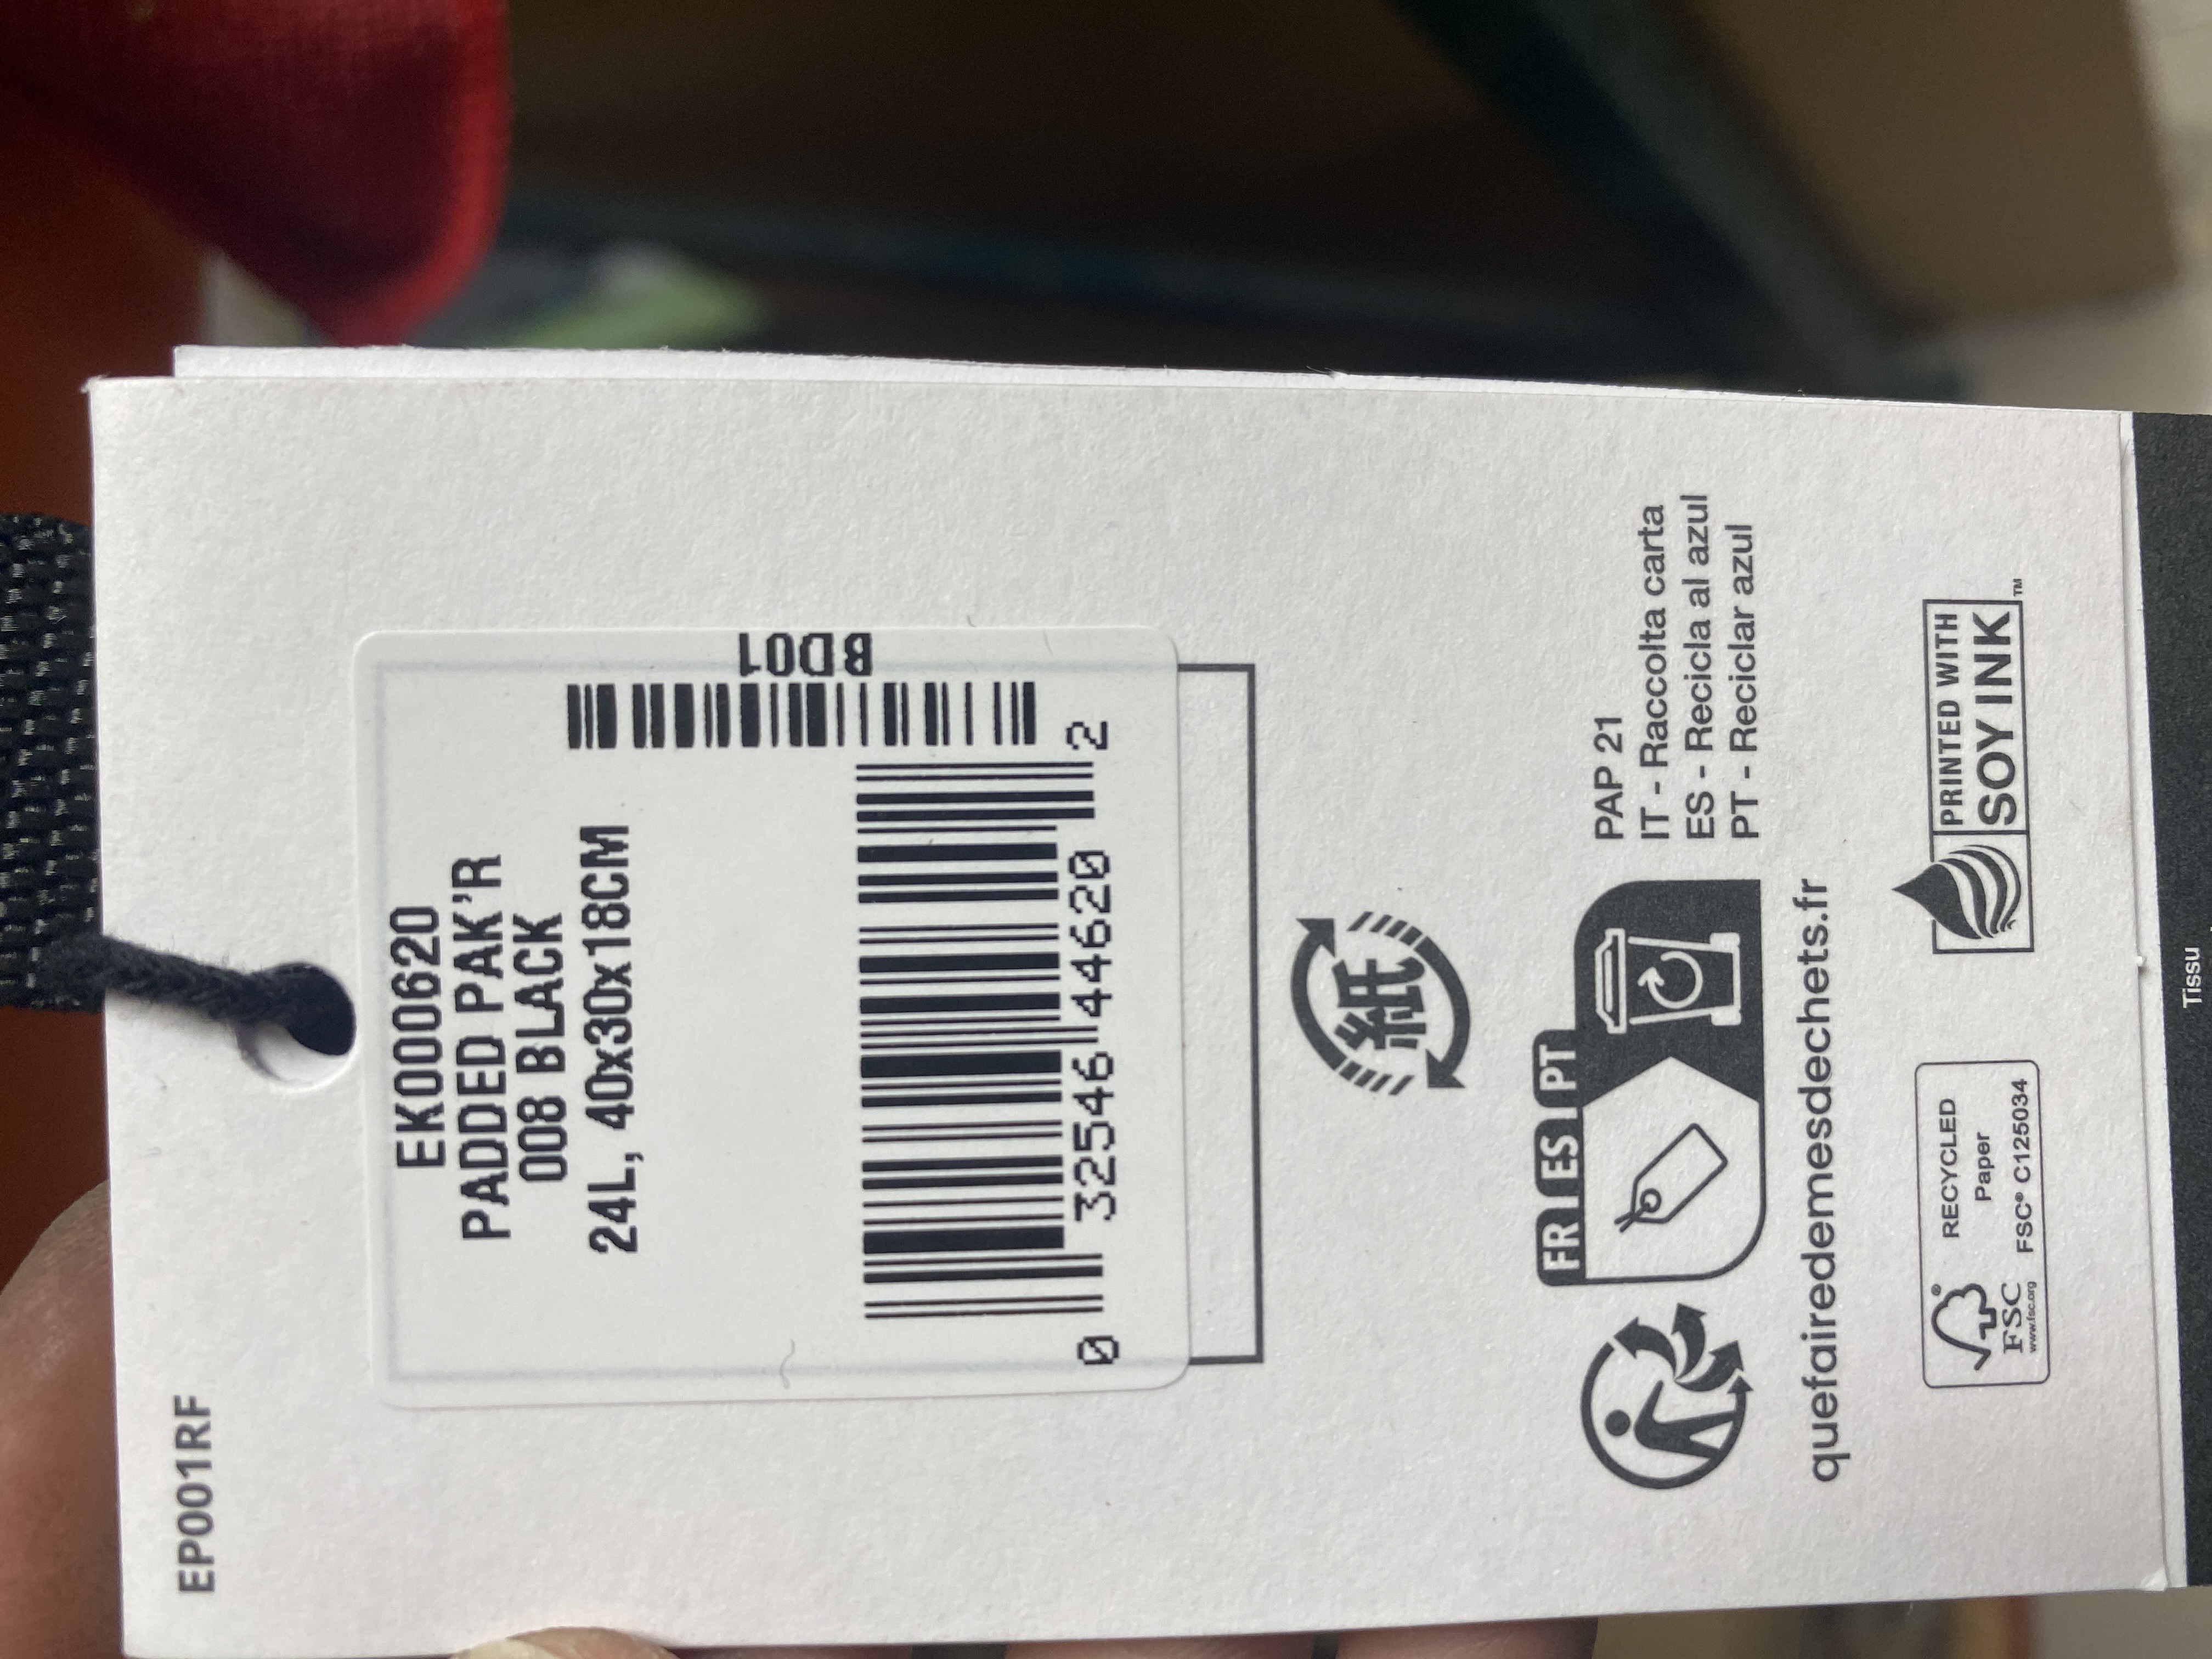 EP001RF
EK000620
PADDED PAK'R
008 BLACK
24L, 40x30x18CM
BD01
0 32546 44620 2
紙
FR ES PT
PAP 21
IT - Raccolta carta
ES - Recicla al azul
PT - Reciclar azul
quefairedemesdechets.fr
FSC®
www.fsc.org
RECYCLED
Paper
FSC® C125034
PRINTED WITH
SOY INK™
Tissu